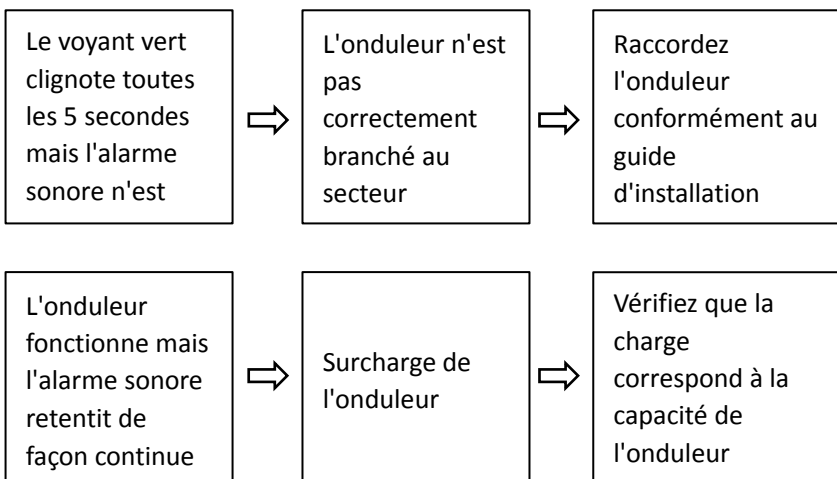 Le voyant vert
clignote toutes
les 5 secondes
mais l'alarme
sonore n'est
L'onduleur n'est
pas
correctement
branché au
secteur
Raccordez
l'onduleur
conformément au
guide
d'installation
L'onduleur
fonctionne mais
l'alarme sonore
retentit de
façon continue
Surcharge de
l'onduleur
Vérifiez que la
charge
correspond à la
capacité de
l'onduleur